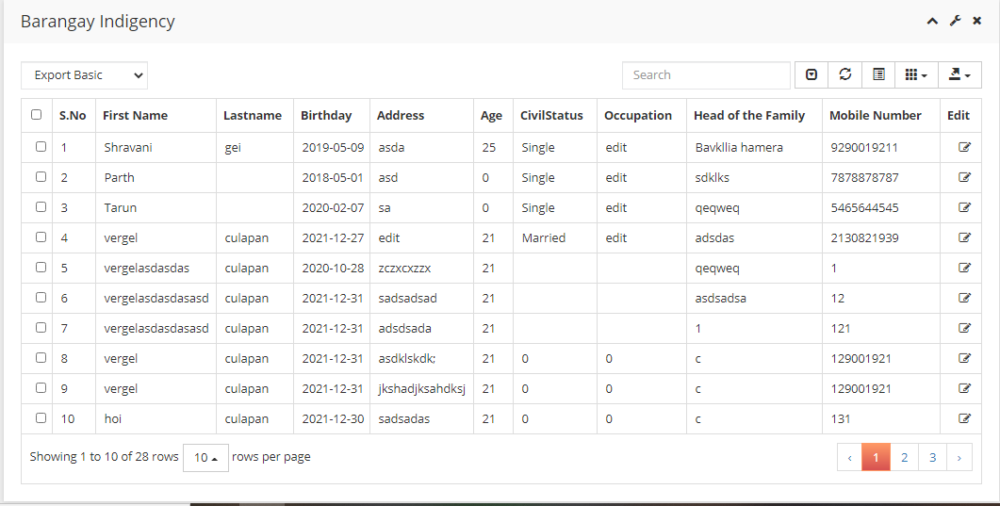 Barangay Indigency
Export Basic
Search
S.No First Name Lastname Birthday Address Age CivilStatus Occupation Head of the Family Mobile Number Edit
1 Shravani gei 2019-05-09 asda 25 Single edit Bavkllia hamera 9290019211
2 Parth 2018-05-01 asd 0 Single edit sdklks 7878878787
3 Tarun 2020-02-07 sa 0 Single edit qeqweq 5465644545
4 vergel culapan 2021-12-27 edit 21 Married edit adsdas 2130821939
5 vergelasdasdas culapan 2020-10-28 zczxcxzzx 21 qeqweq 1
6 vergelasdasdasasd culapan 2021-12-31 sadsadsad 21 asdsadsa 12
7 vergelasdasdasasd culapan 2021-12-31 adsdsada 21 1 121
8 vergel culapan 2021-12-31 asdklskdk; 21 0 0 c 129001921
9 vergel culapan 2021-12-31 jkshadjksahdksj 21 0 0 c 129001921
10 hoi culapan 2021-12-30 sadsadas 21 0 0 c 131
Showing 1 to 10 of 28 rows 10 rows per page ‹ 1 2 3 ›